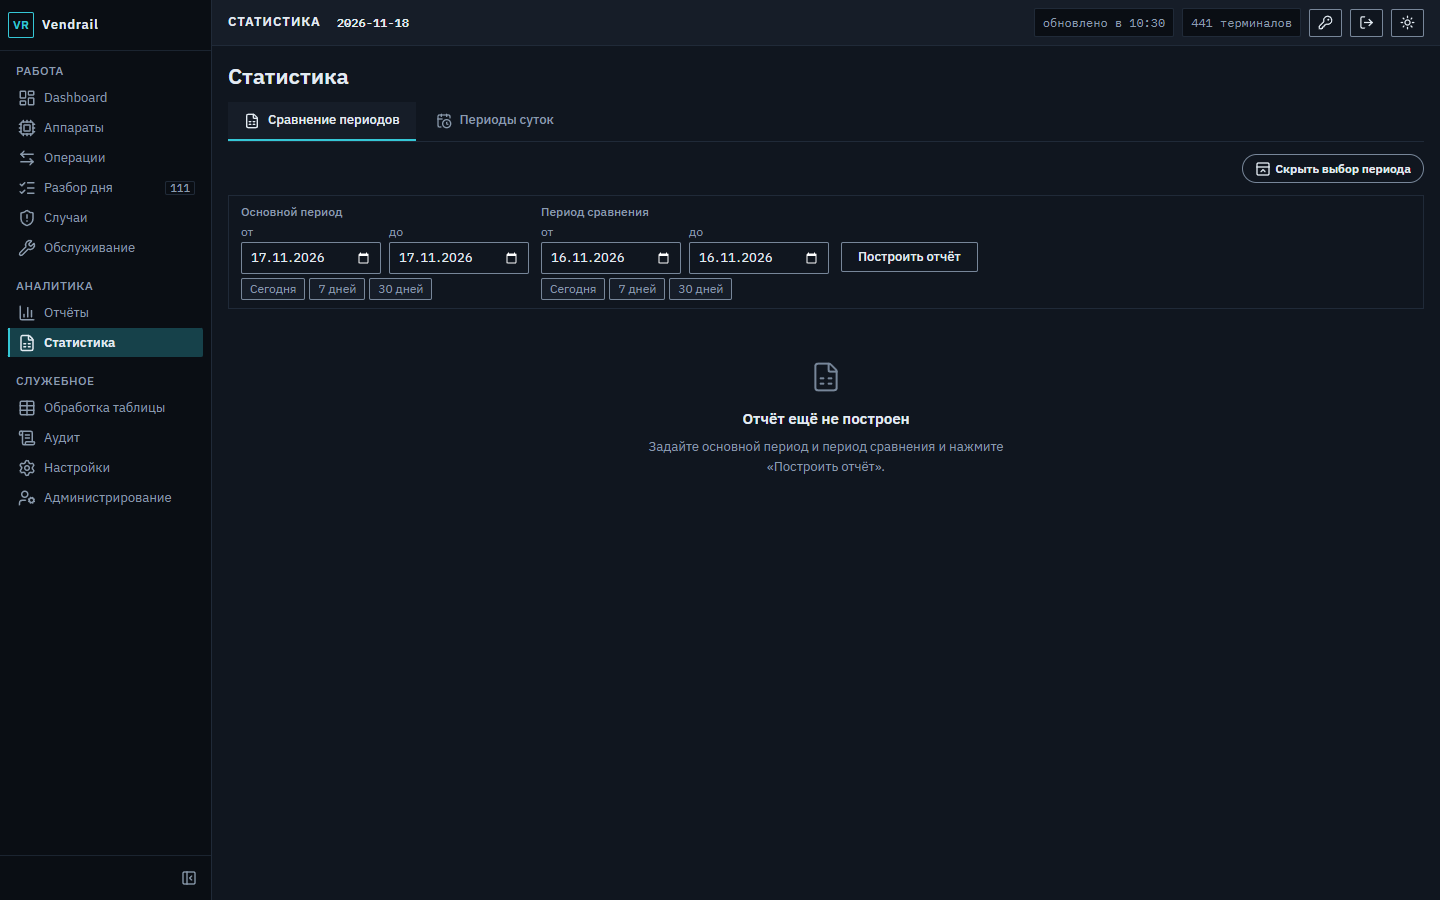 VR Vendrail
РАБОТА
Dashboard
Аппараты
Операции
Разбор дня 111
Случаи
Обслуживание
АНАЛИТИКА
Отчёты
Статистика
СЛУЖЕБНОЕ
Обработка таблицы
Аудит
Настройки
Администрирование
СТАТИСТИКА 2026-11-18
обновлено в 10:30
441 терминалов
Статистика
Сравнение периодов
Периоды суток
Скрыть выбор периода
Основной период
от до
17.11.2026 17.11.2026
Сегодня 7 дней 30 дней
Период сравнения
от до
16.11.2026 16.11.2026
Сегодня 7 дней 30 дней
Построить отчёт
Отчёт ещё не построен
Задайте основной период и период сравнения и нажмите
«Построить отчёт».